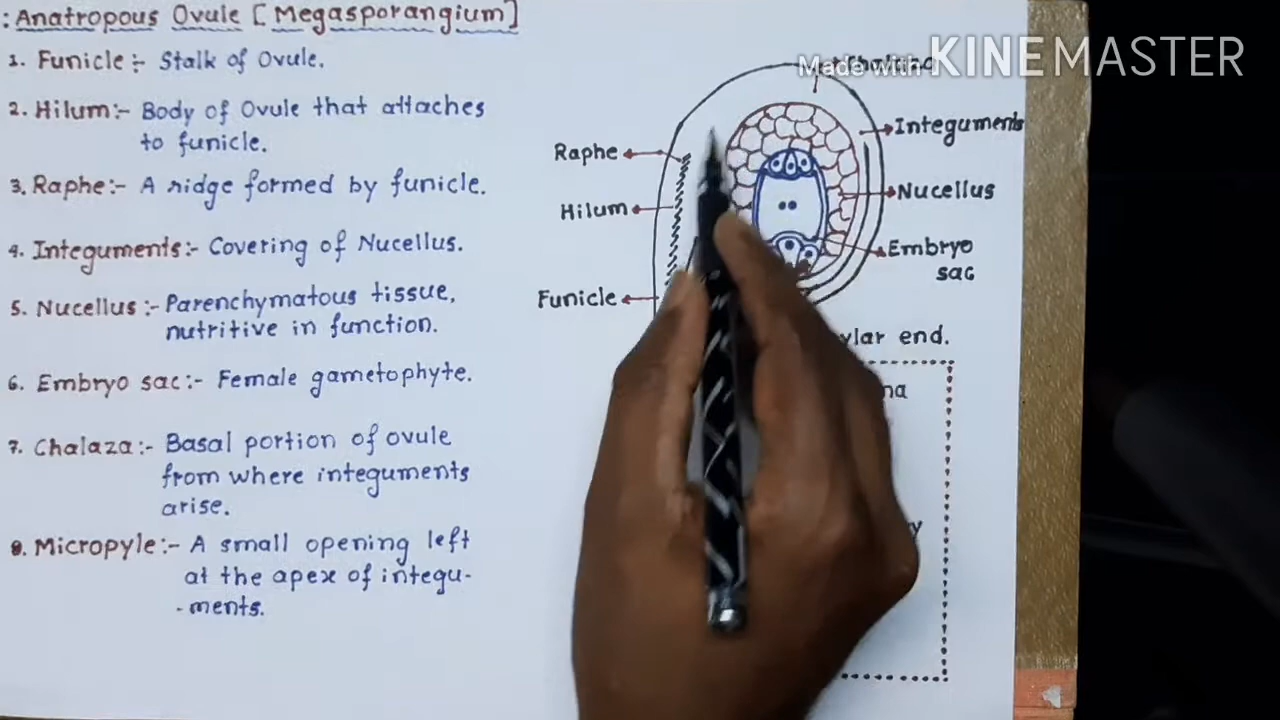 : Anatropous Ovule [Megasporangium]
1. Funicle :- Stalk of Ovule.
2. Hilum :- Body of Ovule that attaches
to funicle.
3. Raphe :- A ridge formed by funicle.
4. Integuments :- Covering of Nucellus.
5. Nucellus :- Parenchymatous tissue,
nutritive in function.
6. Embryo sac :- Female gametophyte.
7. Chalaza :- Basal portion of ovule
from where integuments
arise.
8. Micropyle :- A small opening left
at the apex of integu-
-ments.
Made with KINEMASTER
Integuments
Raphe
Nucellus
Hilum
Embryo
sac
Funicle
end.